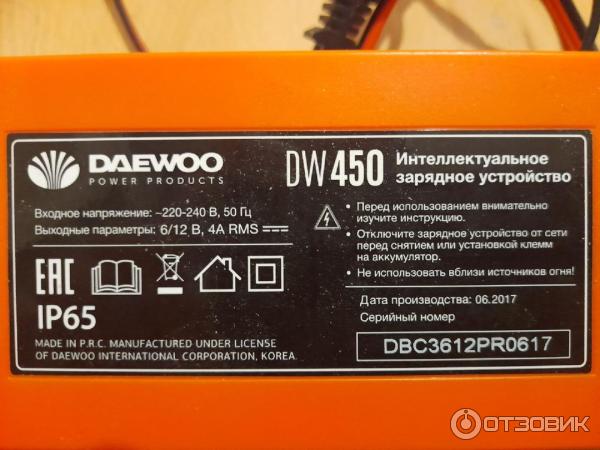 DAEWOO
POWER PRODUCTS
DW450
Интеллектуальное
зарядное устройство
Входное напряжение: ~220-240 В, 50 Гц
Выходные параметры: 6/12 В, 4А RMS
• Перед использованием внимательно
изучите инструкцию.
• Отключите зарядное устройство от сети
перед снятием или установкой клемм
на аккумулятор.
• Не использовать вблизи источников огня!
EAC
IP65
MADE IN P.R.C. MANUFACTURED UNDER LICENSE
OF DAEWOO INTERNATIONAL CORPORATION, KOREA.
Дата производства: 06.2017
Серийный номер
DBC3612PR0617
ОТЗОВИК